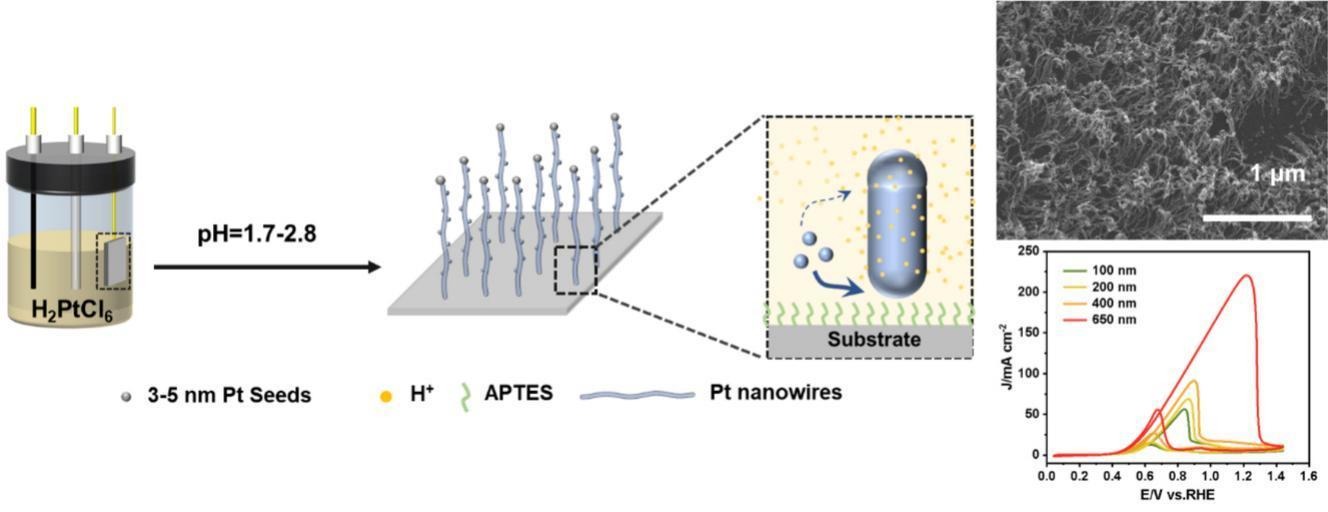 H₂PtCl₆
pH=1.7-2.8
Substrate
3-5 nm Pt Seeds
H⁺
APTES
Pt nanowires
1 μm
100 nm
200 nm
400 nm
650 nm
J/mA cm⁻²
250
200
150
100
50
0
0.0 0.2 0.4 0.6 0.8 1.0 1.2 1.4 1.6
E/V vs.RHE